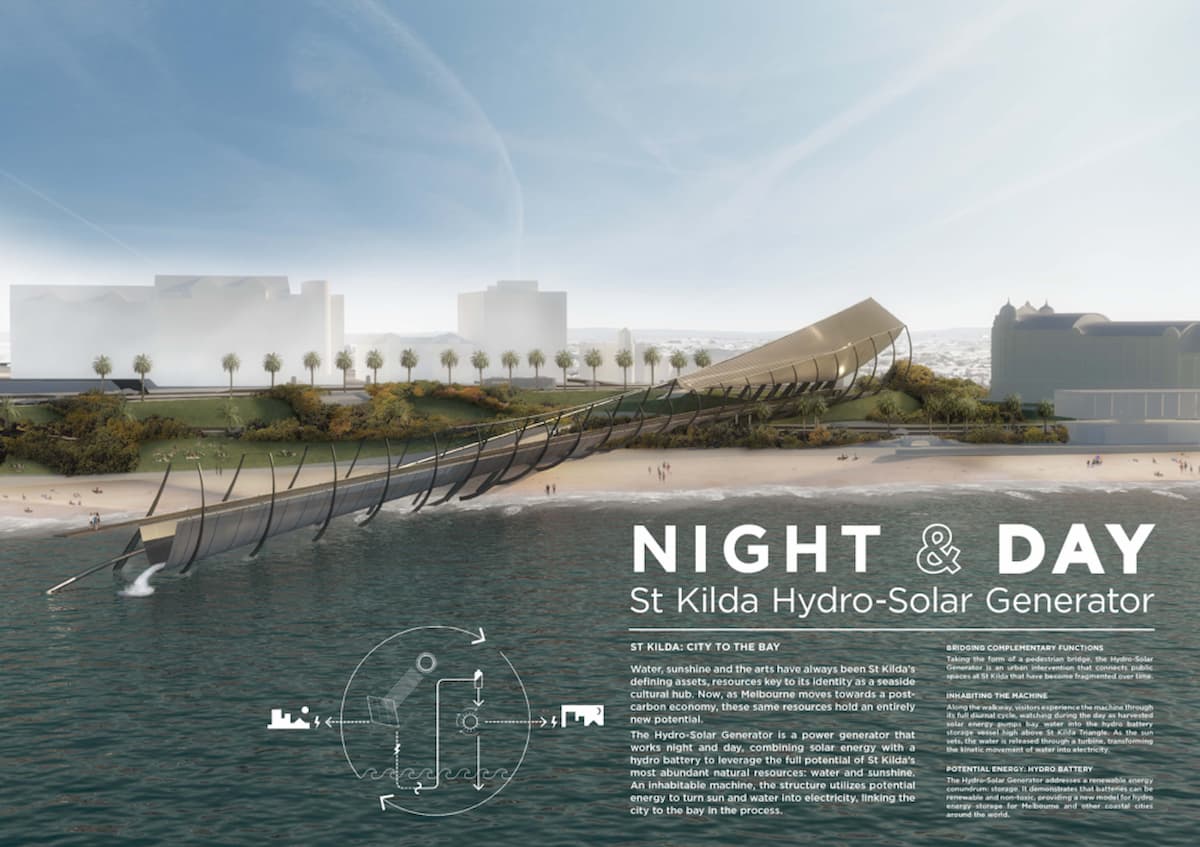 NIGHT & DAY
St Kilda Hydro-Solar Generator
ST KILDA: CITY TO THE BAY
Water, sunshine and the arts have always been St Kilda's
defining assets, resources key to its identity as a seaside
cultural hub. Now, as Melbourne moves towards a post-
carbon economy, these same resources hold an entirely
new potential.
The Hydro-Solar Generator is a power generator that
works night and day, combining solar energy with a
hydro battery to leverage the full potential of St Kilda's
most abundant natural resources: water and sunshine.
An inhabitable machine, the structure utilizes potential
energy to turn sun and water into electricity, linking the
city to the bay in the process.
BRIDGING COMPLEMENTARY FUNCTIONS
Taking the form of a pedestrian bridge, the Hydro-Solar
Generator is an urban intervention that connects public
spaces at St Kilda that have become fragmented over time.
INHABITING THE MACHINE
Along the walkway, visitors experience the machine through
its full diurnal cycle, watching during the day as harvested
solar energy pumps bay water into the hydro battery
storage vessel high above St Kilda Triangle. As the sun
sets, the water is released through a turbine, transforming
the kinetic movement of water into electricity.
POTENTIAL ENERGY: HYDRO BATTERY
The Hydro-Solar Generator addresses a renewable energy
conundrum: storage. It demonstrates that batteries can be
renewable and non-toxic, providing a new model for hydro
energy storage for Melbourne and other coastal cities
around the world.